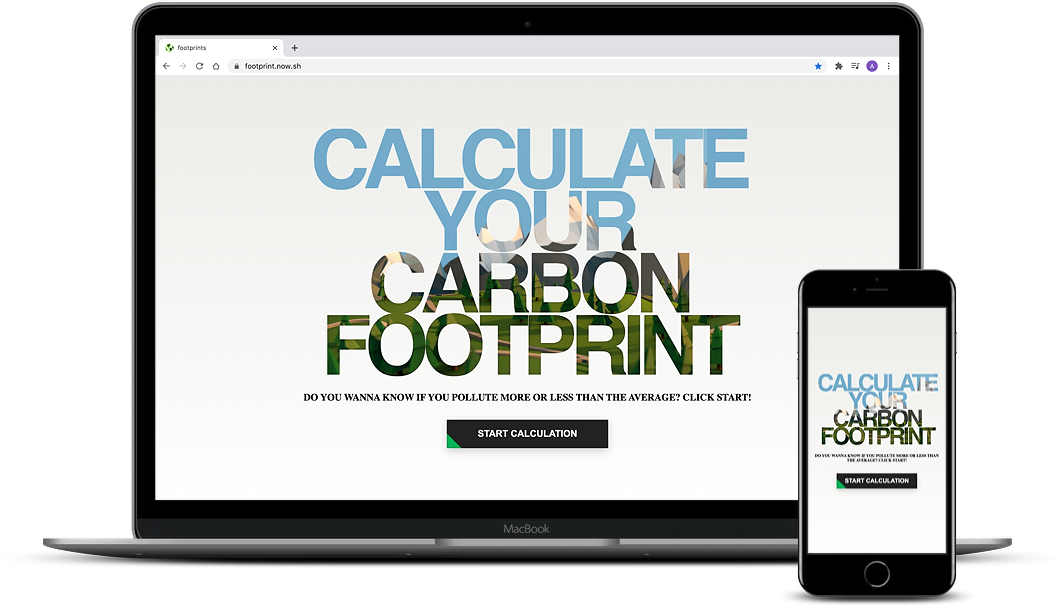 footprints
footprint.now.sh
A
CALCULATE
YOUR
CARBON
FOOTPRINT
DO YOU WANNA KNOW IF YOU POLLUTE MORE OR LESS THAN THE AVERAGE? CLICK START!
START CALCULATION
MacBook
CALCULATE
YOUR
CARBON
FOOTPRINT
DO YOU WANNA KNOW IF YOU POLLUTE MORE OR LESS THAN
THE AVERAGE? CLICK START!
START CALCULATION